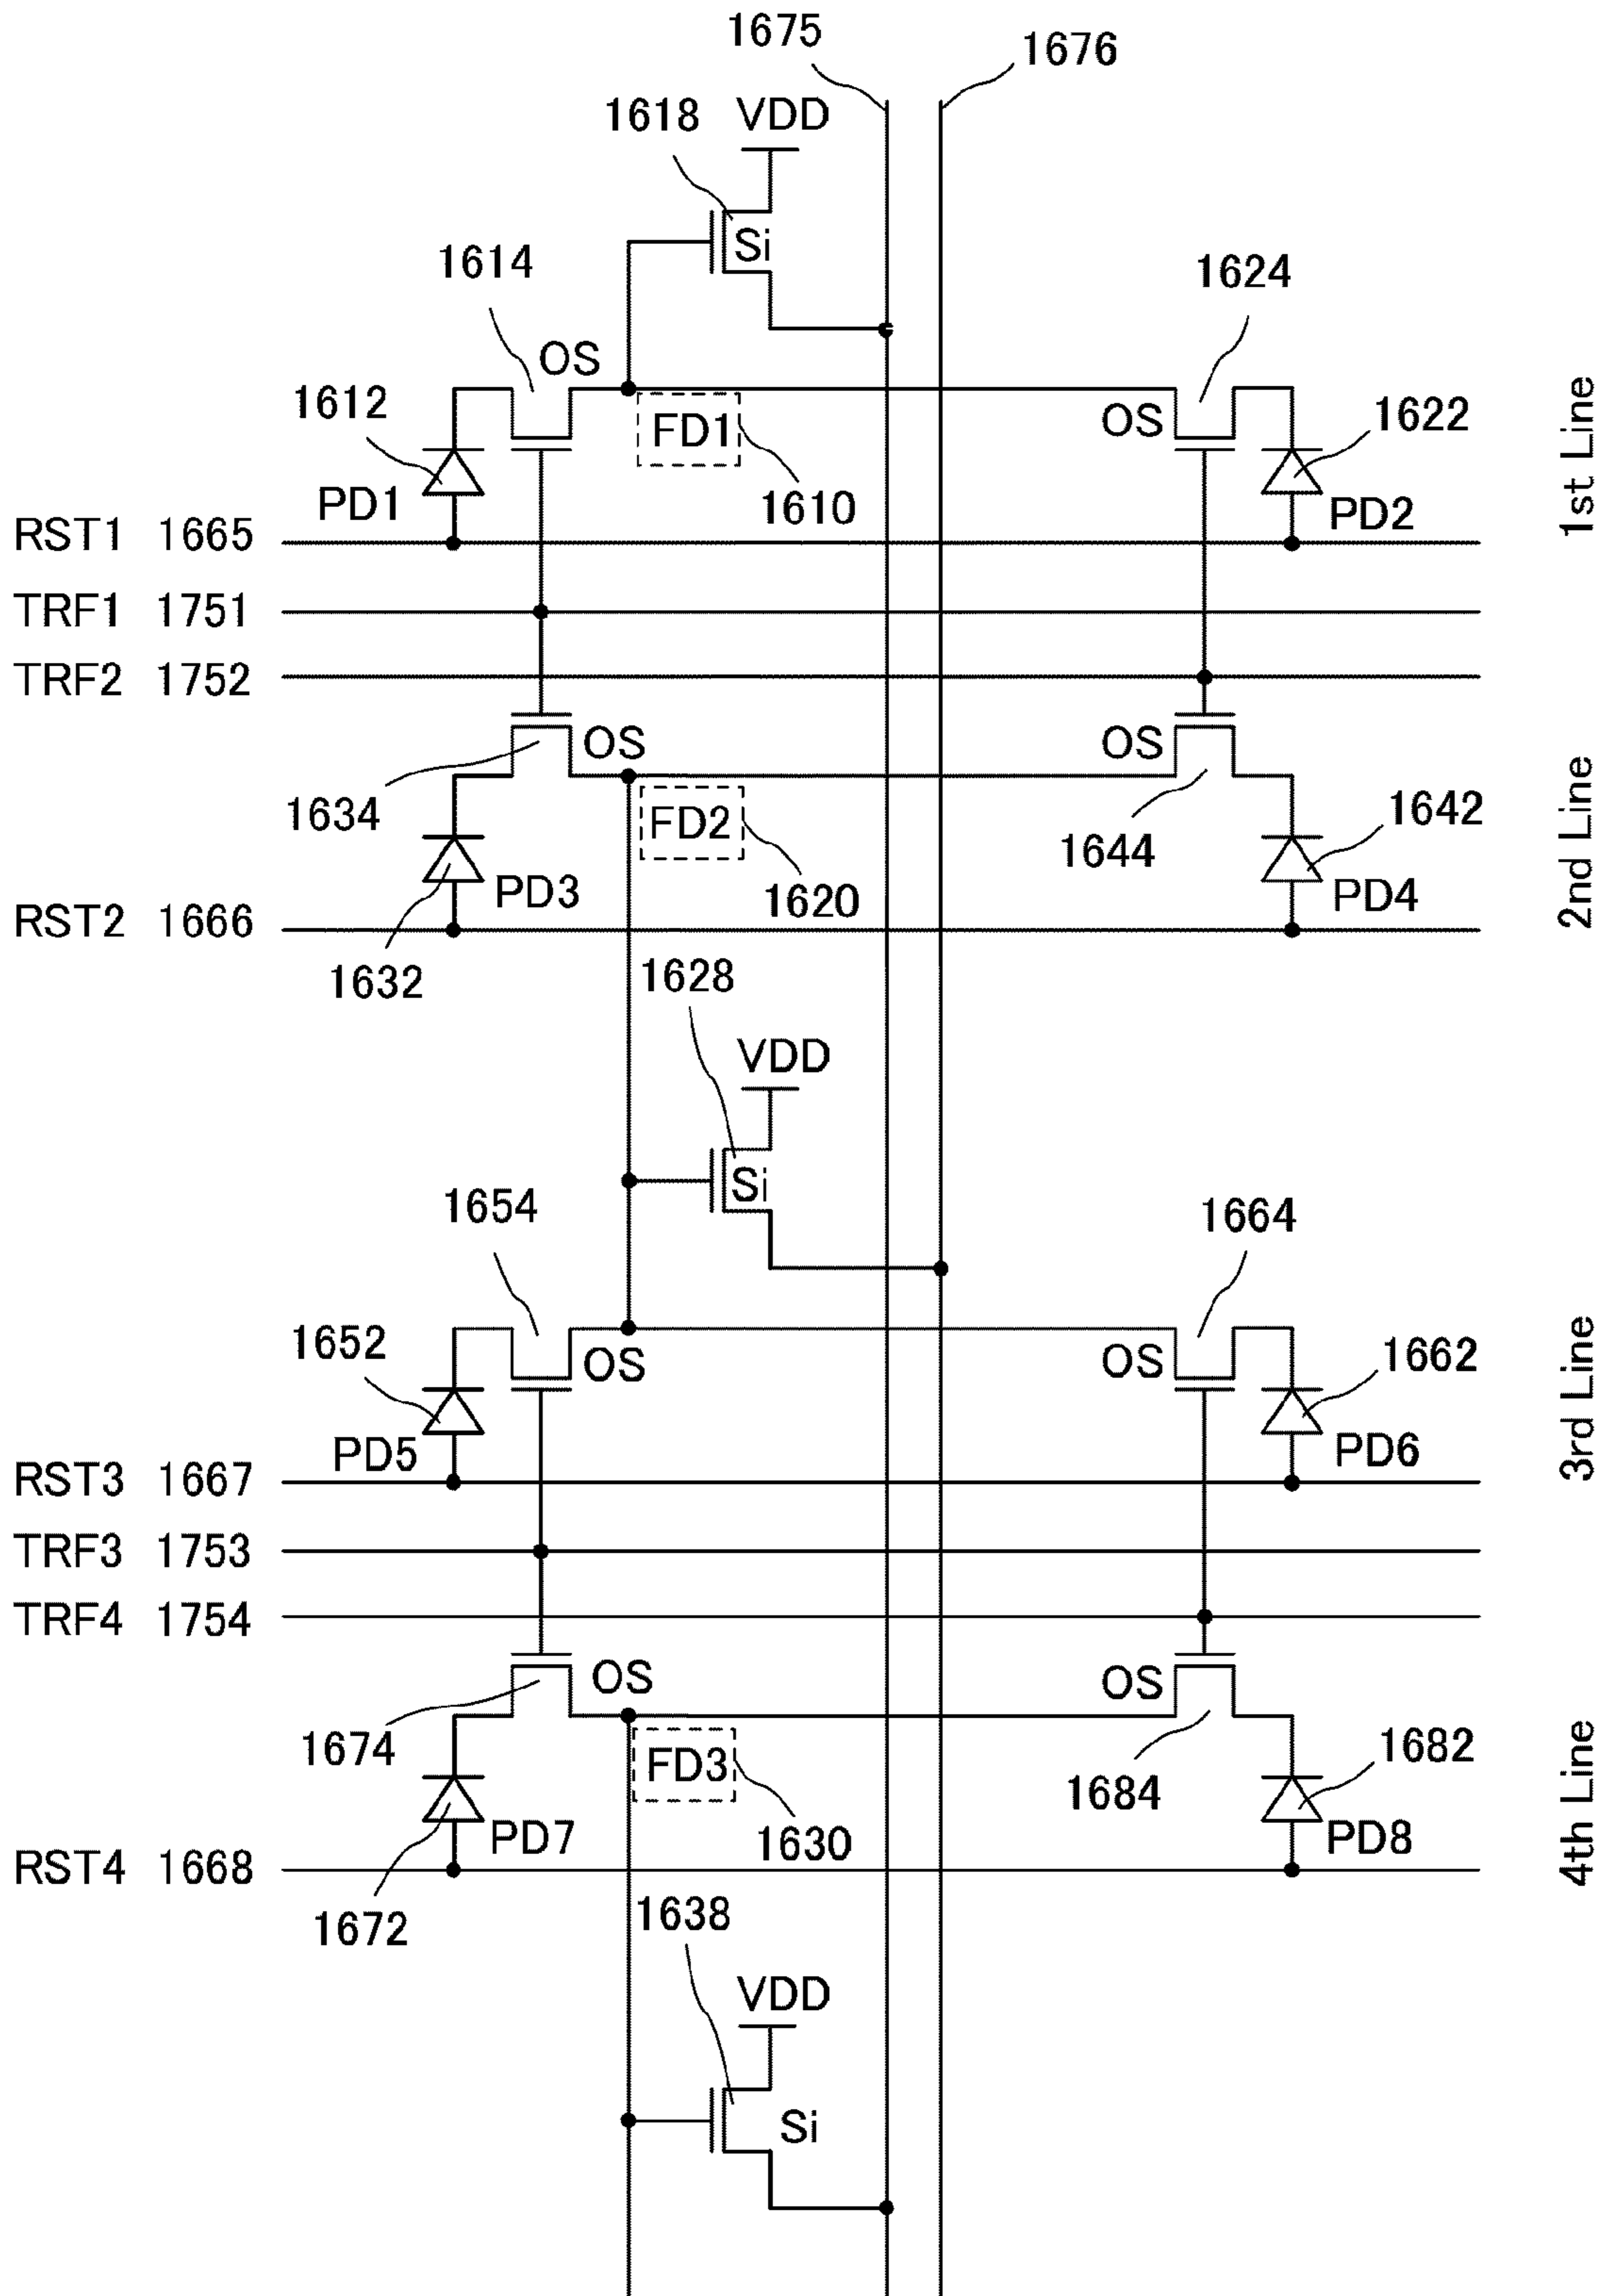 1675
1676
1618 VDD
Si
1614
1624
OS
1612
FD1
OS
1622
1st Line
PD1
1610
PD2
RST1 1665
TRF1 1751
TRF2 1752
OS
OS
2nd Line
1634
FD2
1644
1642
PD3
1620
PD4
RST2 1666
1632
1628
VDD
Si
1654
1664
1652
OS
OS
1662
3rd Line
PD5
PD6
RST3 1667
TRF3 1753
TRF4 1754
OS
OS
4th Line
1674
FD3
1684
1682
PD7
1630
PD8
RST4 1668
1672
1638
VDD
Si